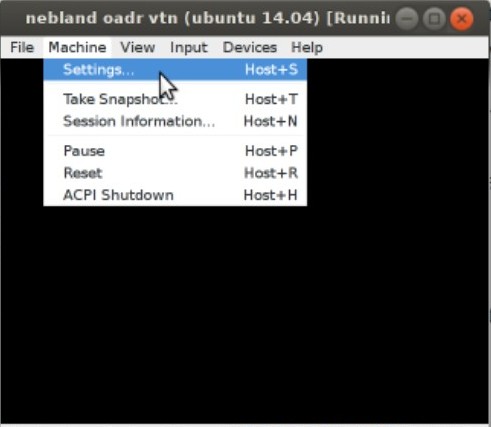 nebland oadr vtn (ubuntu 14.04) [Runni
File Machine View Input Devices Help
Settings... Host+S
Take Snapshot... Host+T
Session Information... Host+N
Pause Host+P
Reset Host+R
ACPI Shutdown Host+H